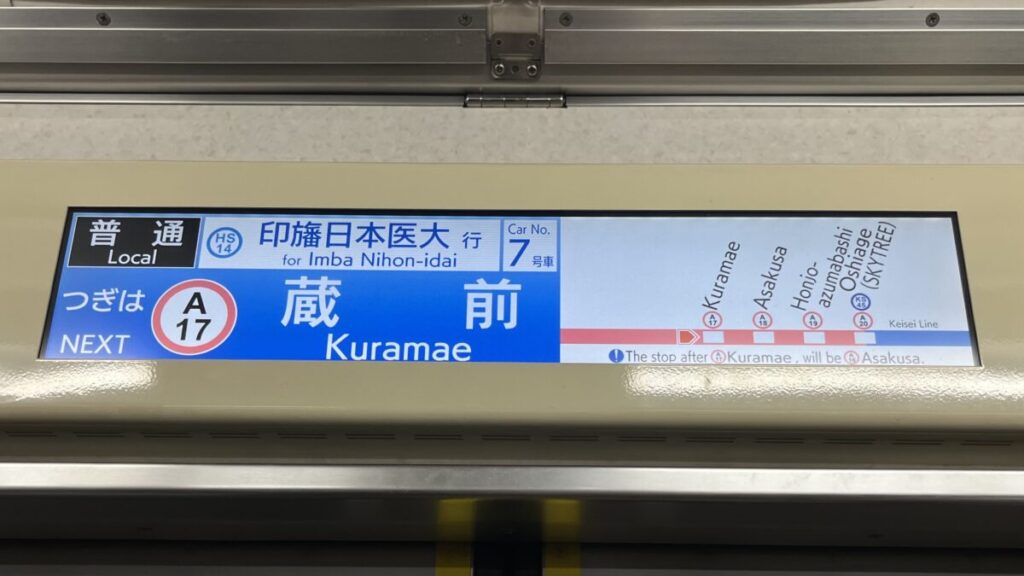 普通
Local
HS
14
印旛日本医大 行
for Imba Nihon-idai
Car No.
7 号車
つぎは
NEXT
A
17
蔵前
Kuramae
Kuramae
Asakusa
Honjo-
azumabashi
Oshiage
(SKYTREE)
KS
45
A
17
A
18
A
19
A
20
Keisei Line
!The stop after A 17 Kuramae , will be A 18 Asakusa.